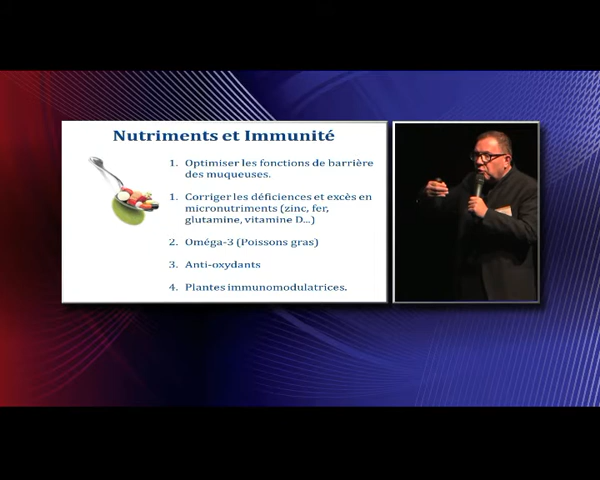 Nutriments et Immunité
1. Optimiser les fonctions de barrière
des muqueuses.
1. Corriger les déficiences et excès en
micronutriments (zinc, fer,
glutamine, vitamine D...)
2. Oméga-3 (Poissons gras)
3. Anti-oxydants
4. Plantes immunomodulatrices.